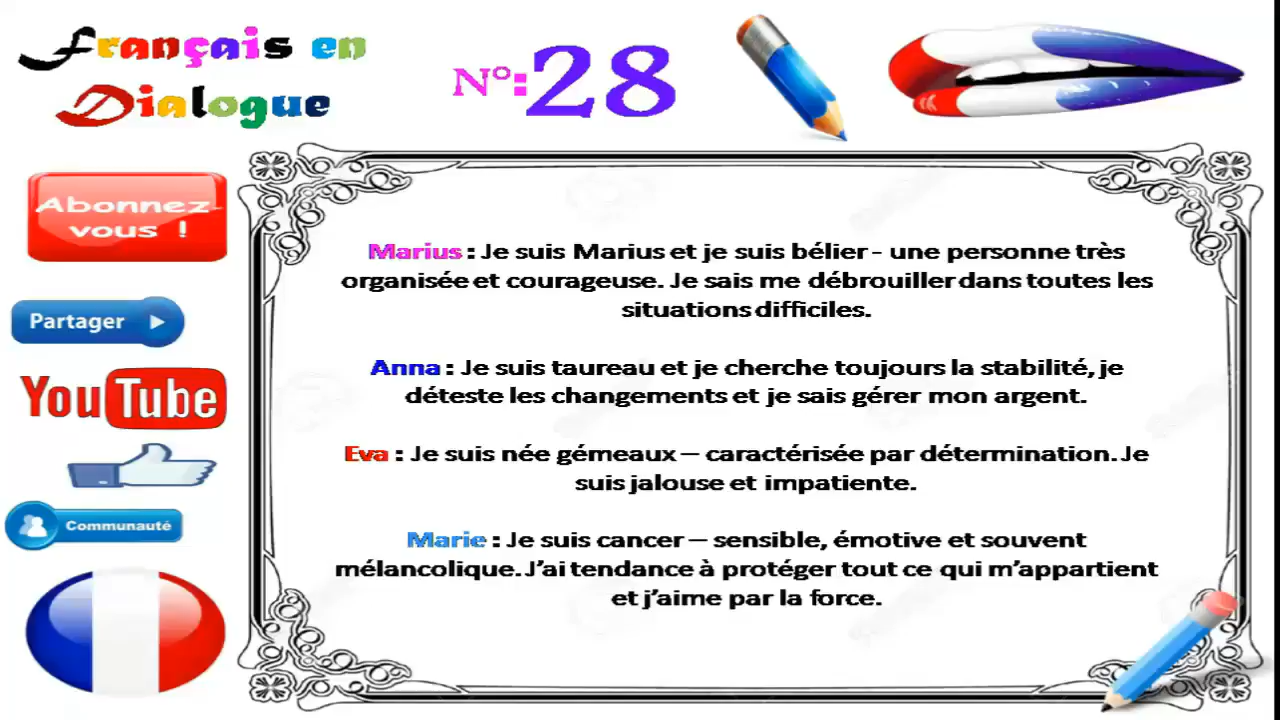 Français en
Dialogue
N°:28
Abonnez-
vous !
Partager
YouTube
Communauté
Marius : Je suis Marius et je suis bélier - une personne très
organisée et courageuse. Je sais me débrouiller dans toutes les
situations difficiles.
Anna : Je suis taureau et je cherche toujours la stabilité, je
déteste les changements et je sais gérer mon argent.
Eva : Je suis née gémeaux – caractérisée par détermination. Je
suis jalouse et impatiente.
Marie : Je suis cancer – sensible, émotive et souvent
mélancolique. J’ai tendance à protéger tout ce qui m’appartient
et j’aime par la force.